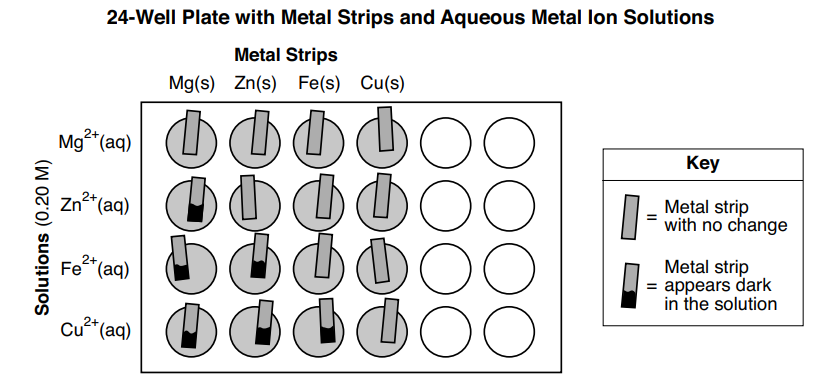 24-Well Plate with Metal Strips and Aqueous Metal Ion Solutions
Metal Strips
Mg(s) Zn(s) Fe(s) Cu(s)
Solutions (0.20 M)
Mg2+(aq)
Zn2+(aq)
Fe2+(aq)
Cu2+(aq)
Key
= Metal strip
with no change
Metal strip
= appears dark
in the solution